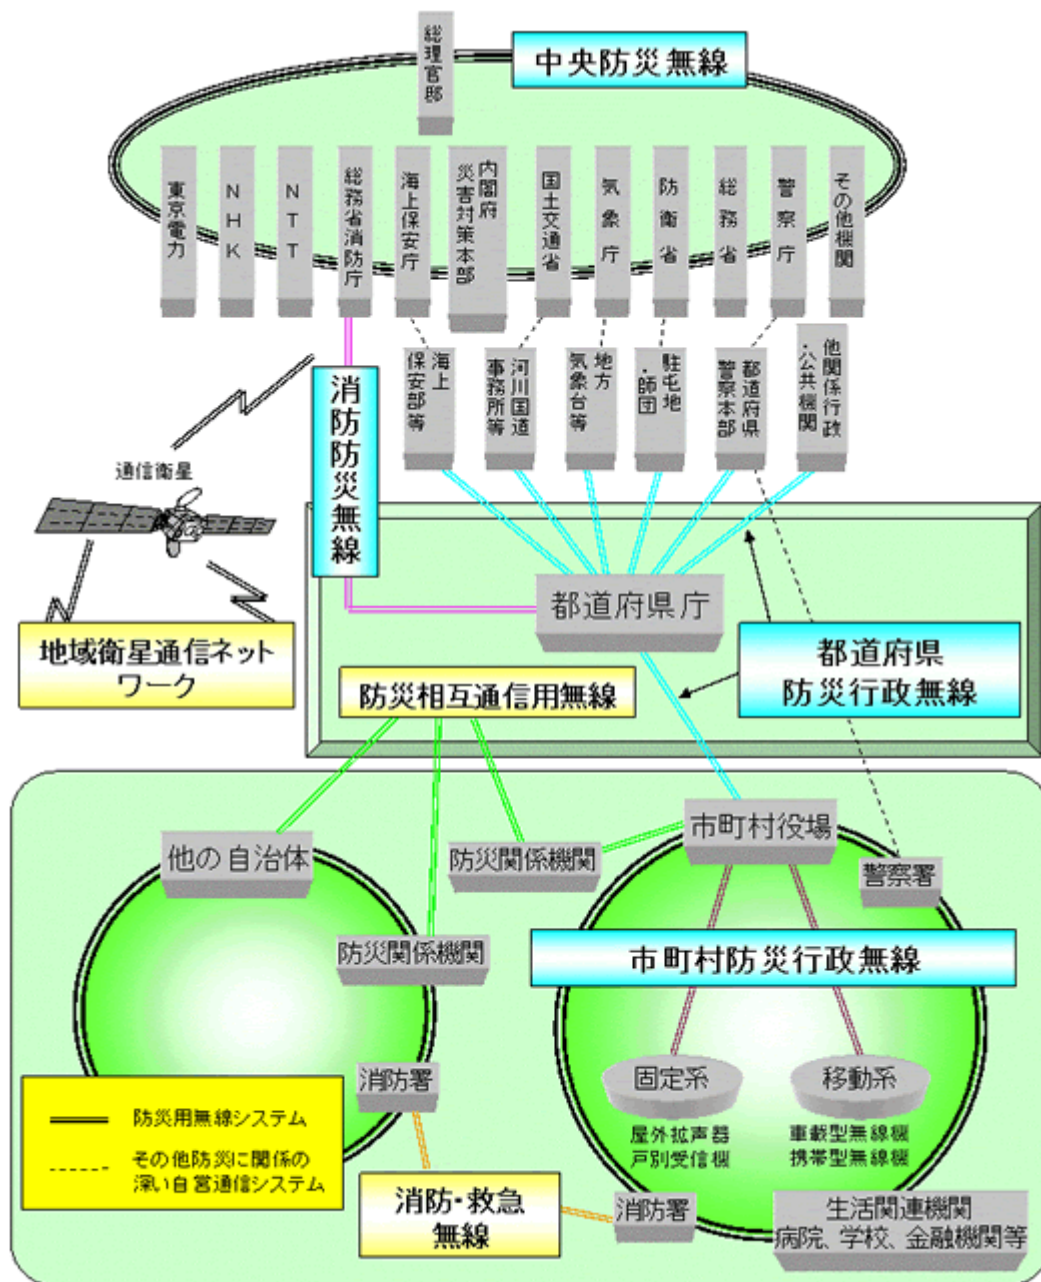 総理官邸
中央防災無線
東京電力
NHK
NTT
総務省消防庁
海上保安庁
内閣府
災害対策本部
国土交通省
気象庁
防衛省
総務省
警察庁
その他機関
海上
保安部等
河川国道
事務所等
地方
気象台等
駐屯地
・師団
都道府県
警察本部
他関係行政
・公共機関
消防防災無線
通信衛星
地域衛星通信ネット
ワーク
都道府県庁
都道府県
防災行政無線
防災相互通信用無線
市町村役場
他の自治体
防災関係機関
警察署
防災関係機関
市町村防災行政無線
消防署
固定系
移動系
屋外拡声器
戸別受信機
車載型無線機
携帯型無線機
防災用無線システム
その他防災に関係の
深い自営通信システム
消防・救急
無線
消防署
生活関連機関
病院、学校、金融機関等